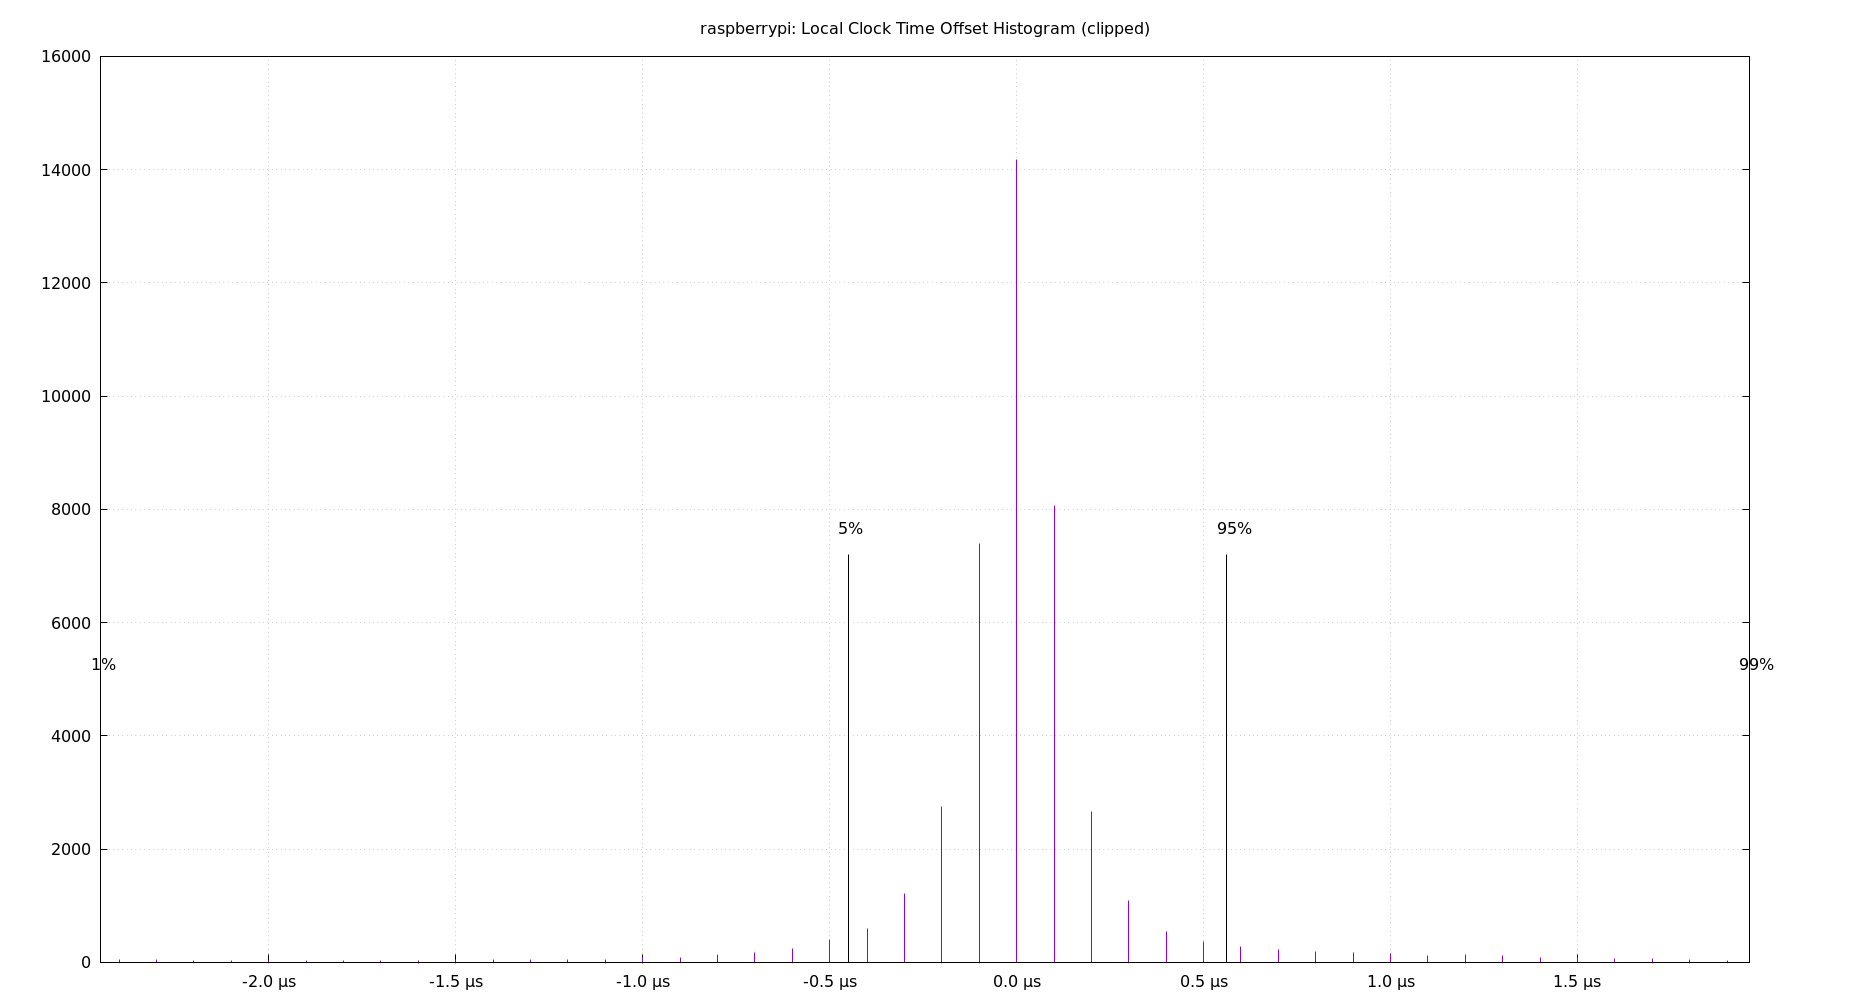 raspberrypi: Local Clock Time Offset Histogram (clipped)
16000
14000
12000
10000
8000
5%
95%
6000
1%
99%
4000
2000
0
-2.0 µs
-1.5 µs
-1.0 µs
-0.5 µs
0.0 µs
0.5 µs
1.0 µs
1.5 µs